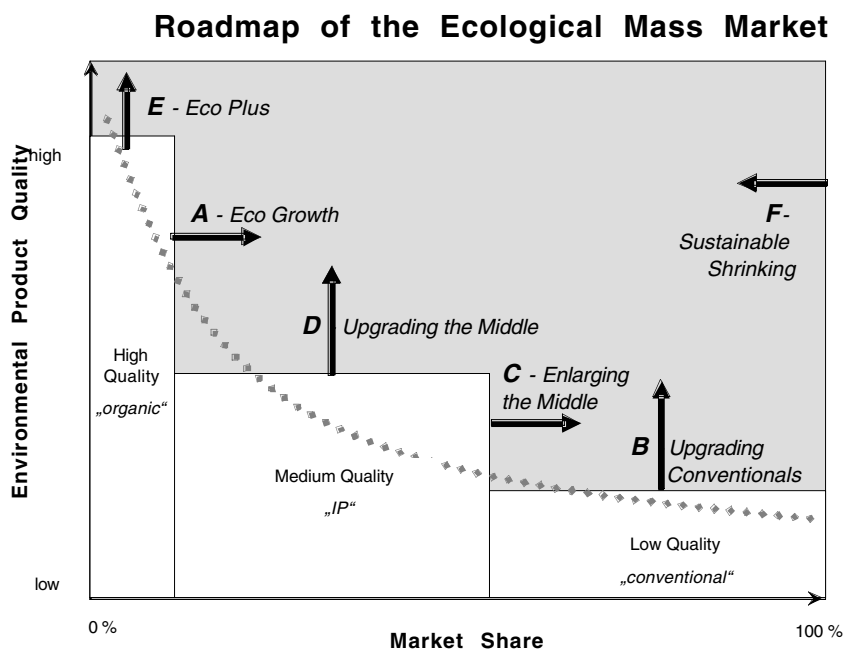 Roadmap of the Ecological Mass Market
Environmental Product Quality
high
low
E - Eco Plus
A - Eco Growth
F-
Sustainable
Shrinking
D Upgrading the Middle
High
Quality
„organic“
C - Enlarging
the Middle
B Upgrading
Conventionals
Medium Quality
„IP“
Low Quality
„conventional“
0 %
100 %
Market Share